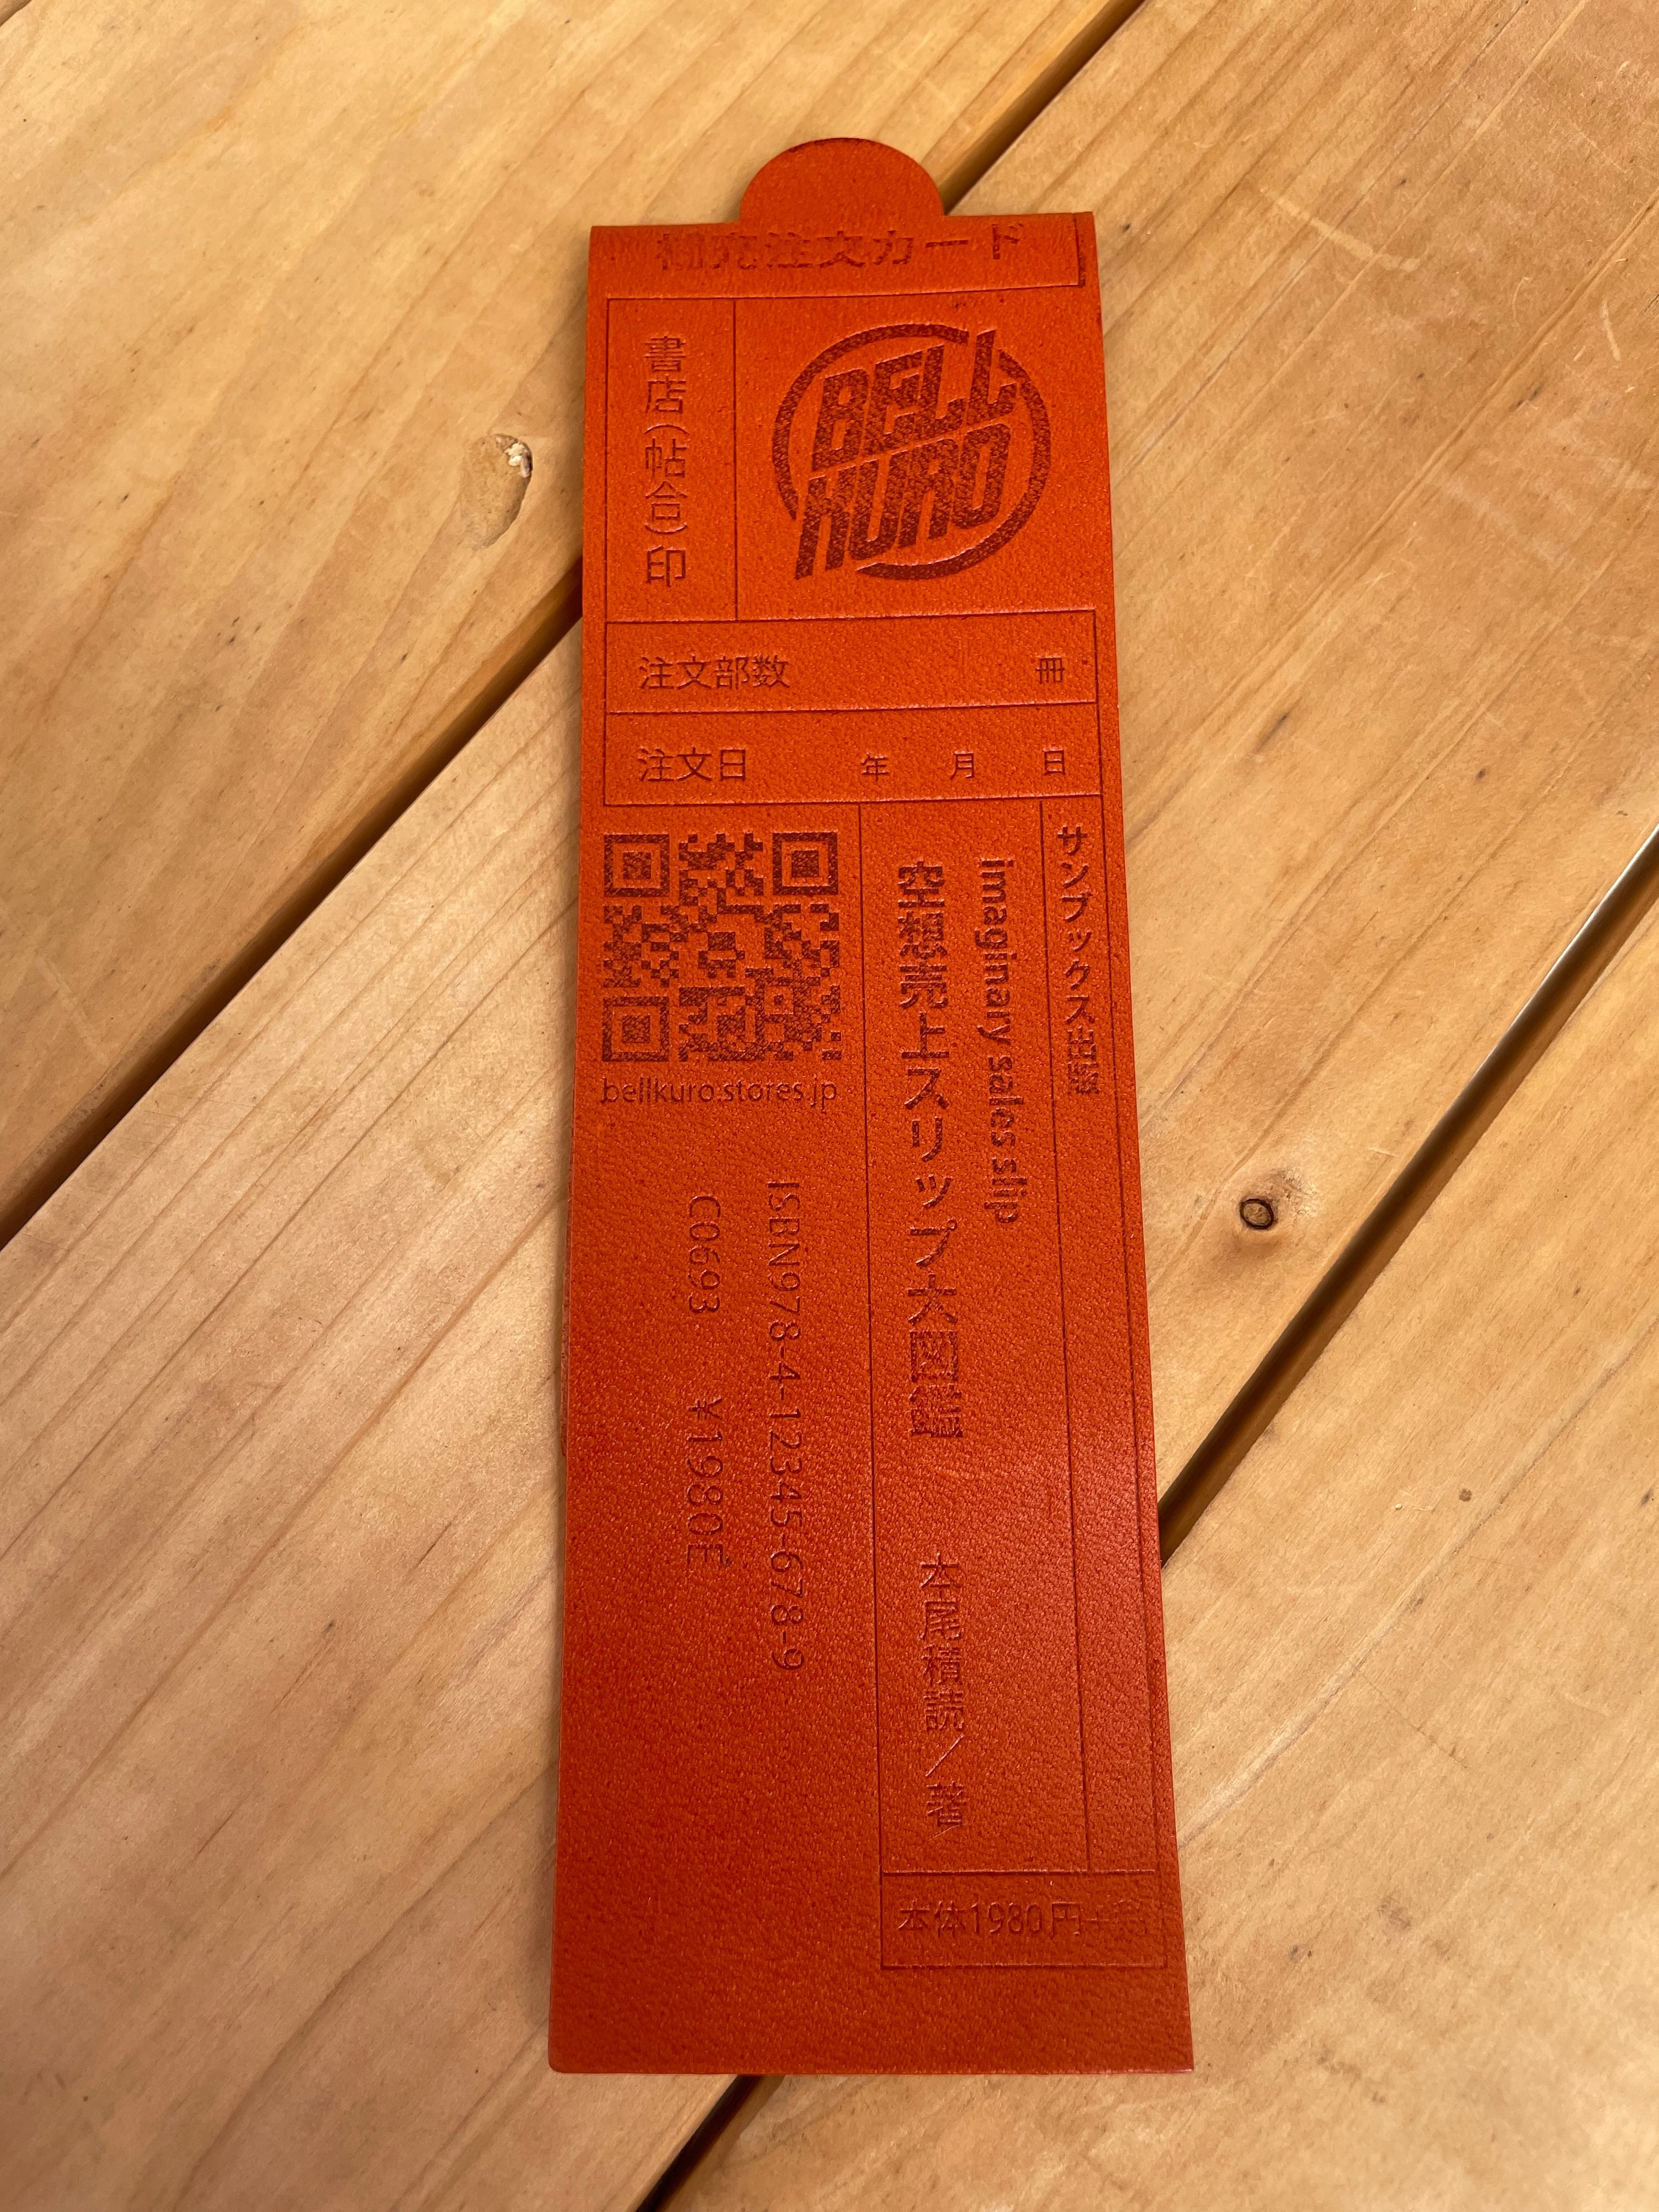 補充注文カード
書店(帖合)印
BELL
KURO
注文部数 冊
注文日 年 月 日
サンブックス出版
imaginary sales slip
空想売上スリップ大図鑑
本尾積読/著
本体1980円+税
bellkuro.stores.jp
ISBN978-4-12345-678-9
C0693 ¥1980E